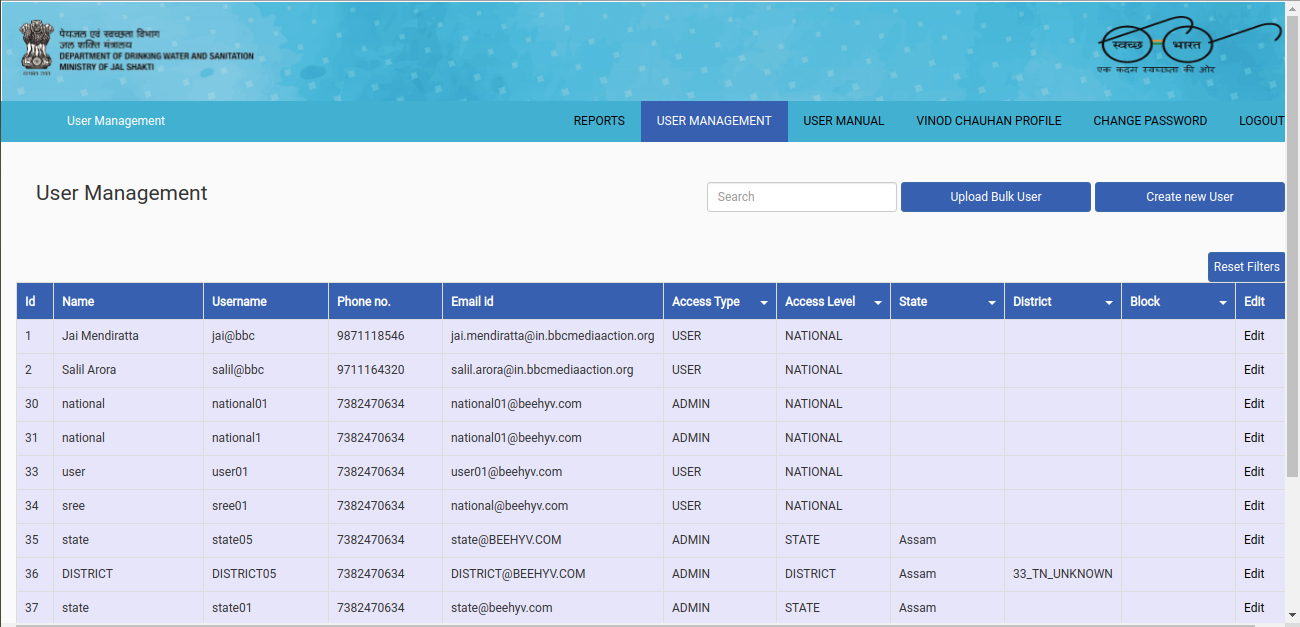 पेयजल एवं स्वच्छता विभाग
जल शक्ति मंत्रालय
DEPARTMENT OF DRINKING WATER AND SANITATION
MINISTRY OF JAL SHAKTI
स्वच्छ भारत
एक कदम स्वच्छता की ओर
User Management REPORTS USER MANAGEMENT USER MANUAL VINOD CHAUHAN PROFILE CHANGE PASSWORD LOGOUT
User Management Search Upload Bulk User Create new User
Reset Filters
Id Name Username Phone no. Email id Access Type Access Level State District Block Edit
1 Jai Mendiratta jai@bbc 9871118546 jai.mendiratta@in.bbcmediaaction.org USER NATIONAL Edit
2 Salil Arora salil@bbc 9711164320 salil.arora@in.bbcmediaaction.org USER NATIONAL Edit
30 national national01 7382470634 national01@beehyv.com ADMIN NATIONAL Edit
31 national national1 7382470634 national01@beehyv.com ADMIN NATIONAL Edit
33 user user01 7382470634 user01@beehyv.com USER NATIONAL Edit
34 sree sree01 7382470634 national@beehyv.com USER NATIONAL Edit
35 state state05 7382470634 state@BEEHYV.COM ADMIN STATE Assam Edit
36 DISTRICT DISTRICT05 7382470634 DISTRICT@BEEHYV.COM ADMIN DISTRICT Assam 33_TN_UNKNOWN Edit
37 state state01 7382470634 state@beehyv.com ADMIN STATE Assam Edit